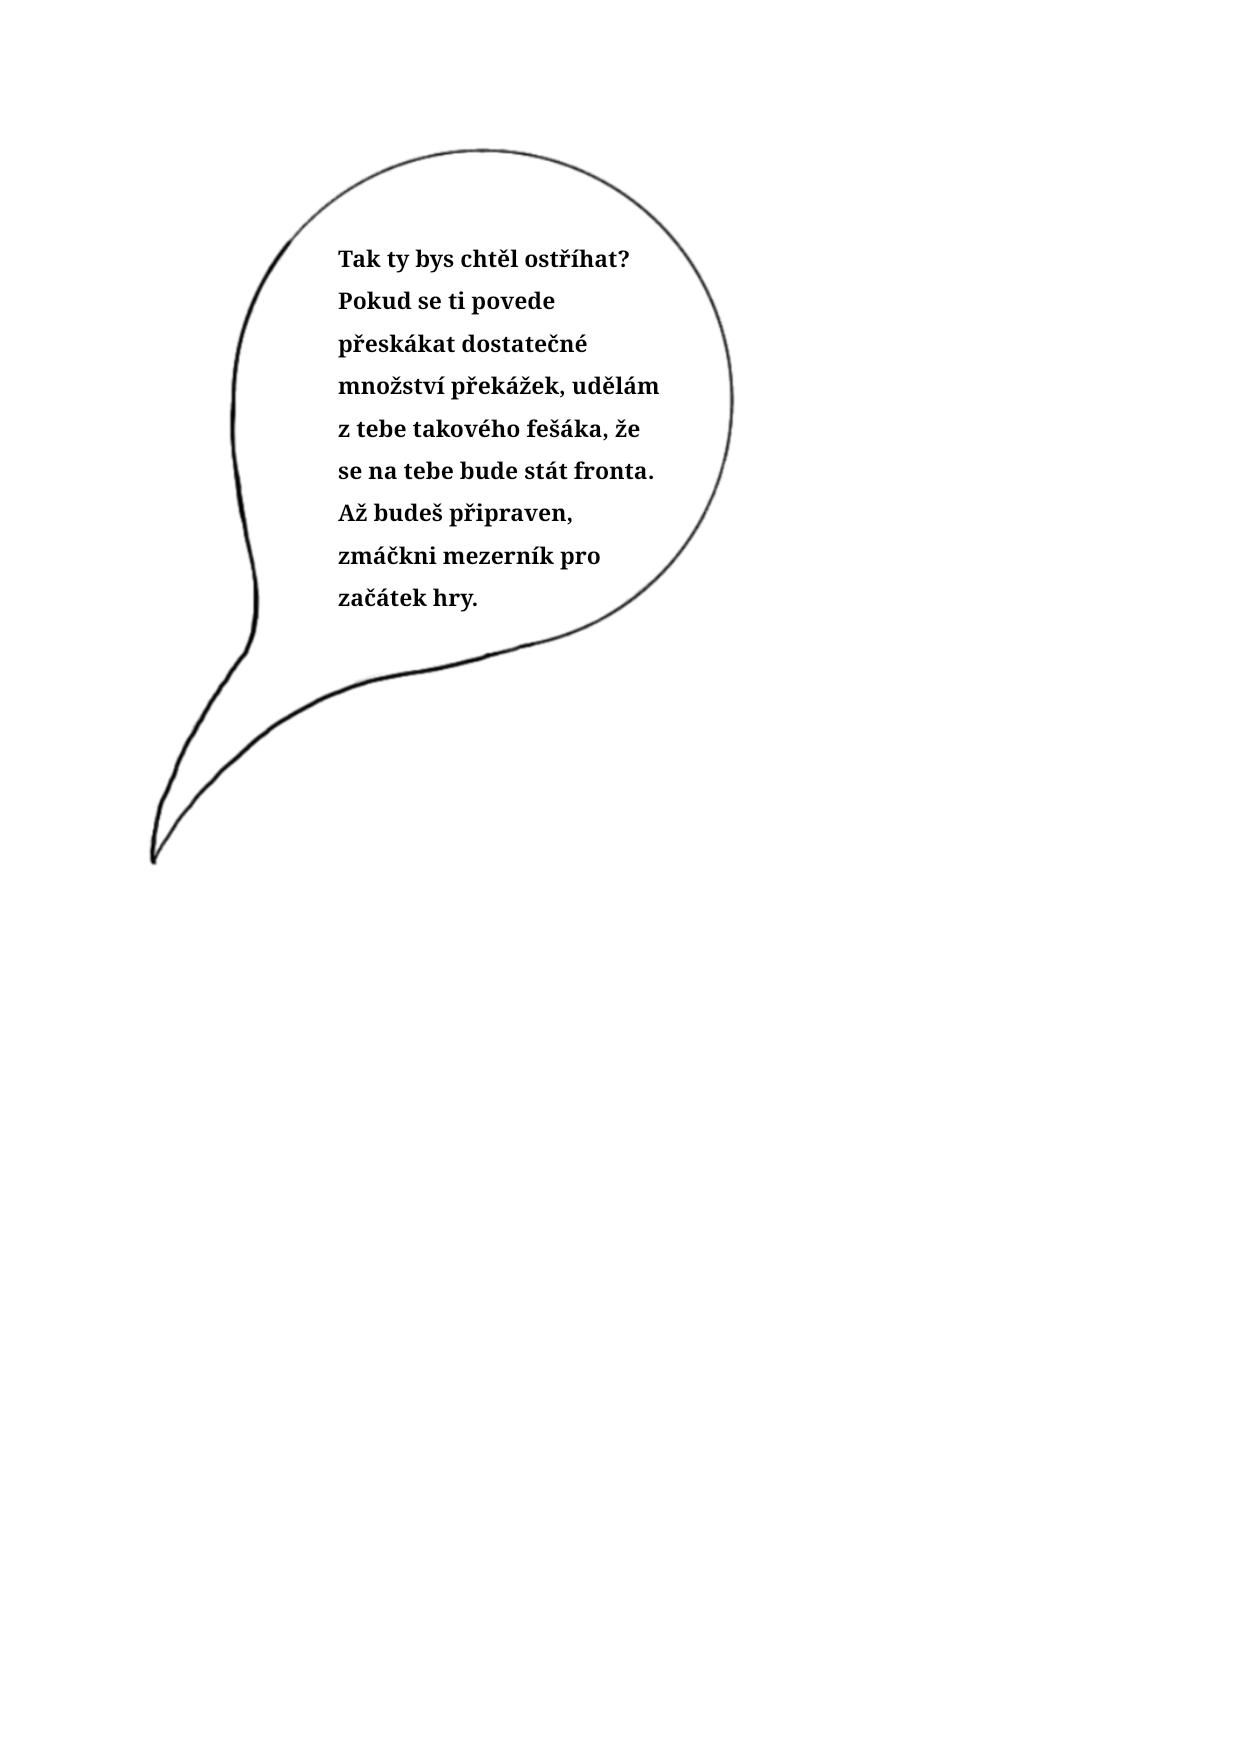 Tak ty bys chtěl ostříhat?
Pokud se ti povede
přeskákat dostatečné
množství překážek, udělám
z tebe takového fešáka, že
se na tebe bude stát fronta.
Až budeš připraven,
zmáčkni mezerník pro
začátek hry.